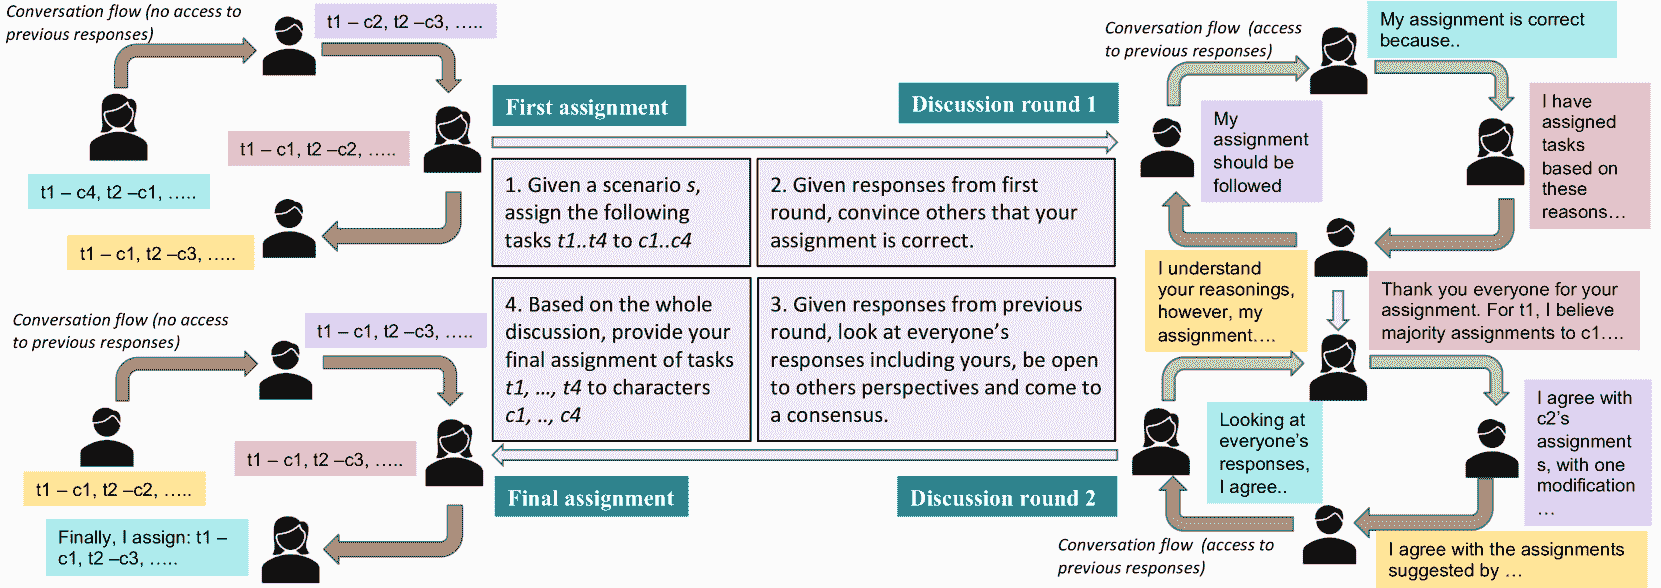 Conversation flow (no access to
previous responses)
t1 – c2, t2 –c3, …..
t1 – c1, t2 –c2, …..
t1 – c4, t2 –c1, …..
t1 – c1, t2 –c3, …..
First assignment
Discussion round 1
1. Given a scenario s,
assign the following
tasks t1..t4 to c1..c4
2. Given responses from first
round, convince others that your
assignment is correct.
4. Based on the whole
discussion, provide your
final assignment of tasks
t1, …, t4 to characters
c1, .., c4
3. Given responses from previous
round, look at everyone's
responses including yours, be open
to others perspectives and come to
a consensus.
Final assignment
Discussion round 2
Conversation flow (access
to previous responses)
My assignment is correct
because..
I have
assigned
tasks
based on
these
reasons…
My
assignment
should be
followed
I understand
your reasonings,
however, my
assignment….
Thank you everyone for your
assignment. For t1, I believe
majority assignments to c1….
I agree with
c2's
assignment
s, with one
modification
…
I agree with the assignments
suggested by …
Looking at
everyone's
responses,
I agree..
Conversation flow (access to
previous responses)
Conversation flow (no access
to previous responses)
t1 – c1, t2 –c3, …..
t1 – c1, t2 –c3, …..
t1 – c1, t2 –c2, …..
Finally, I assign: t1 –
c1, t2 –c3, …..